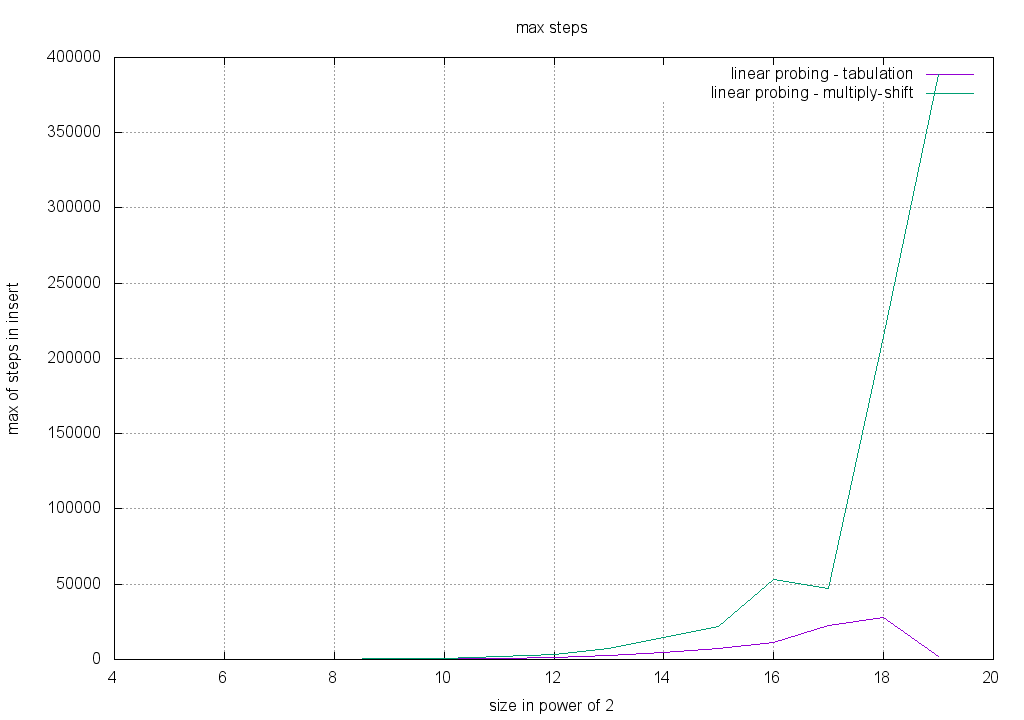 max steps
400000
350000
300000
250000
200000
150000
100000
50000
0
linear probing - tabulation
linear probing - multiply-shift
max of steps in insert
4 6 8 10 12 14 16 18 20
size in power of 2